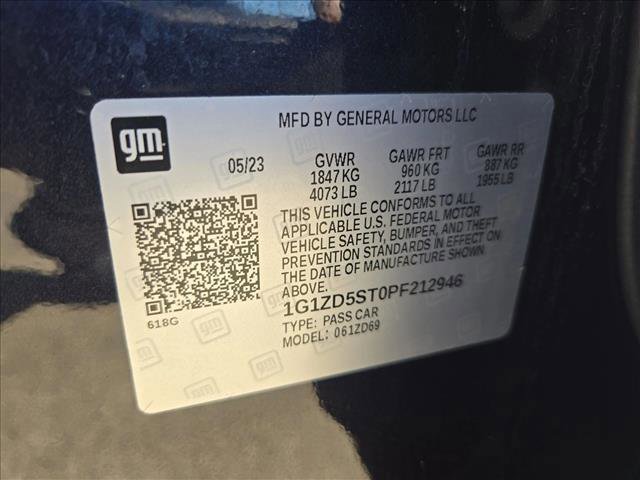 MFD BY GENERAL MOTORS LLC
gm
05/23 GVWR GAWR FRT GAWR RR
1847 KG 960 KG 887 KG
4073 LB 2117 LB 1955 LB
THIS VEHICLE CONFORMS TO ALL
APPLICABLE U.S. FEDERAL MOTOR
VEHICLE SAFETY, BUMPER, AND THEFT
PREVENTION STANDARDS IN EFFECT ON
THE DATE OF MANUFACTURE SHOWN ABOVE.
1G1ZD5ST0PF212946
618G TYPE: PASS CAR
MODEL: 061ZD69